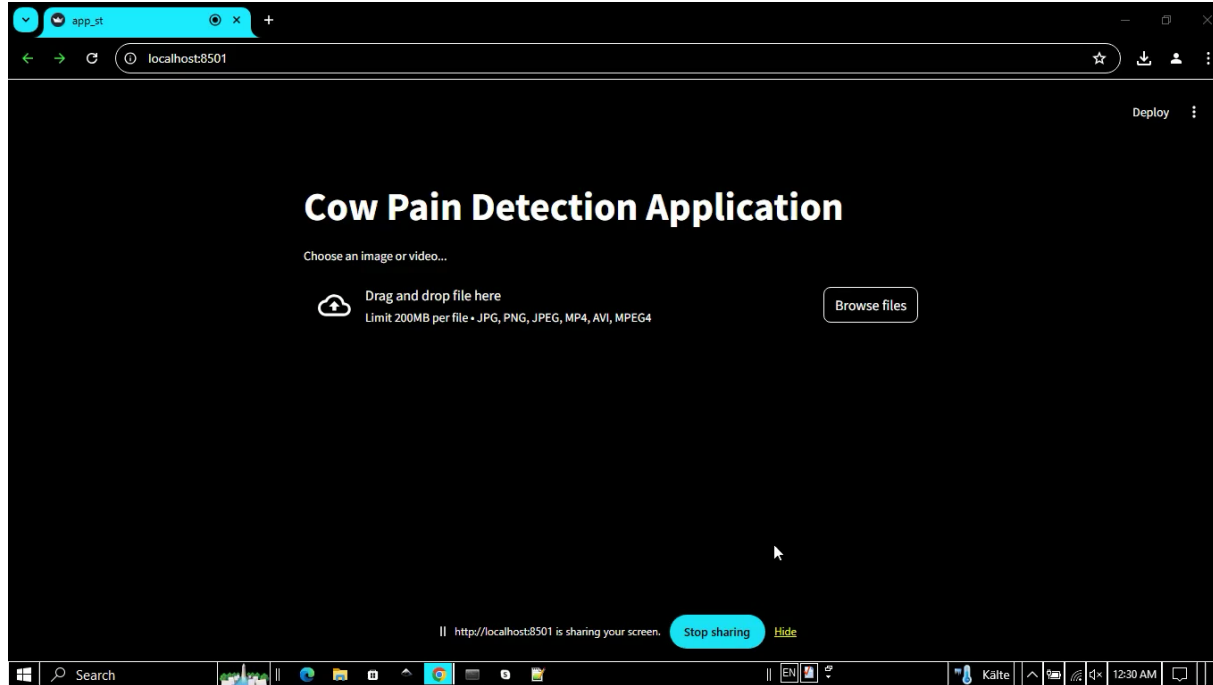 app_st
localhost:8501
Deploy
Cow Pain Detection Application
Choose an image or video...
Drag and drop file here
Limit 200MB per file • JPG, PNG, JPEG, MP4, AVI, MPEG4
Browse files
http://localhost:8501 is sharing your screen.
Stop sharing
Hide
Search
EN
Kälte
12:30 AM